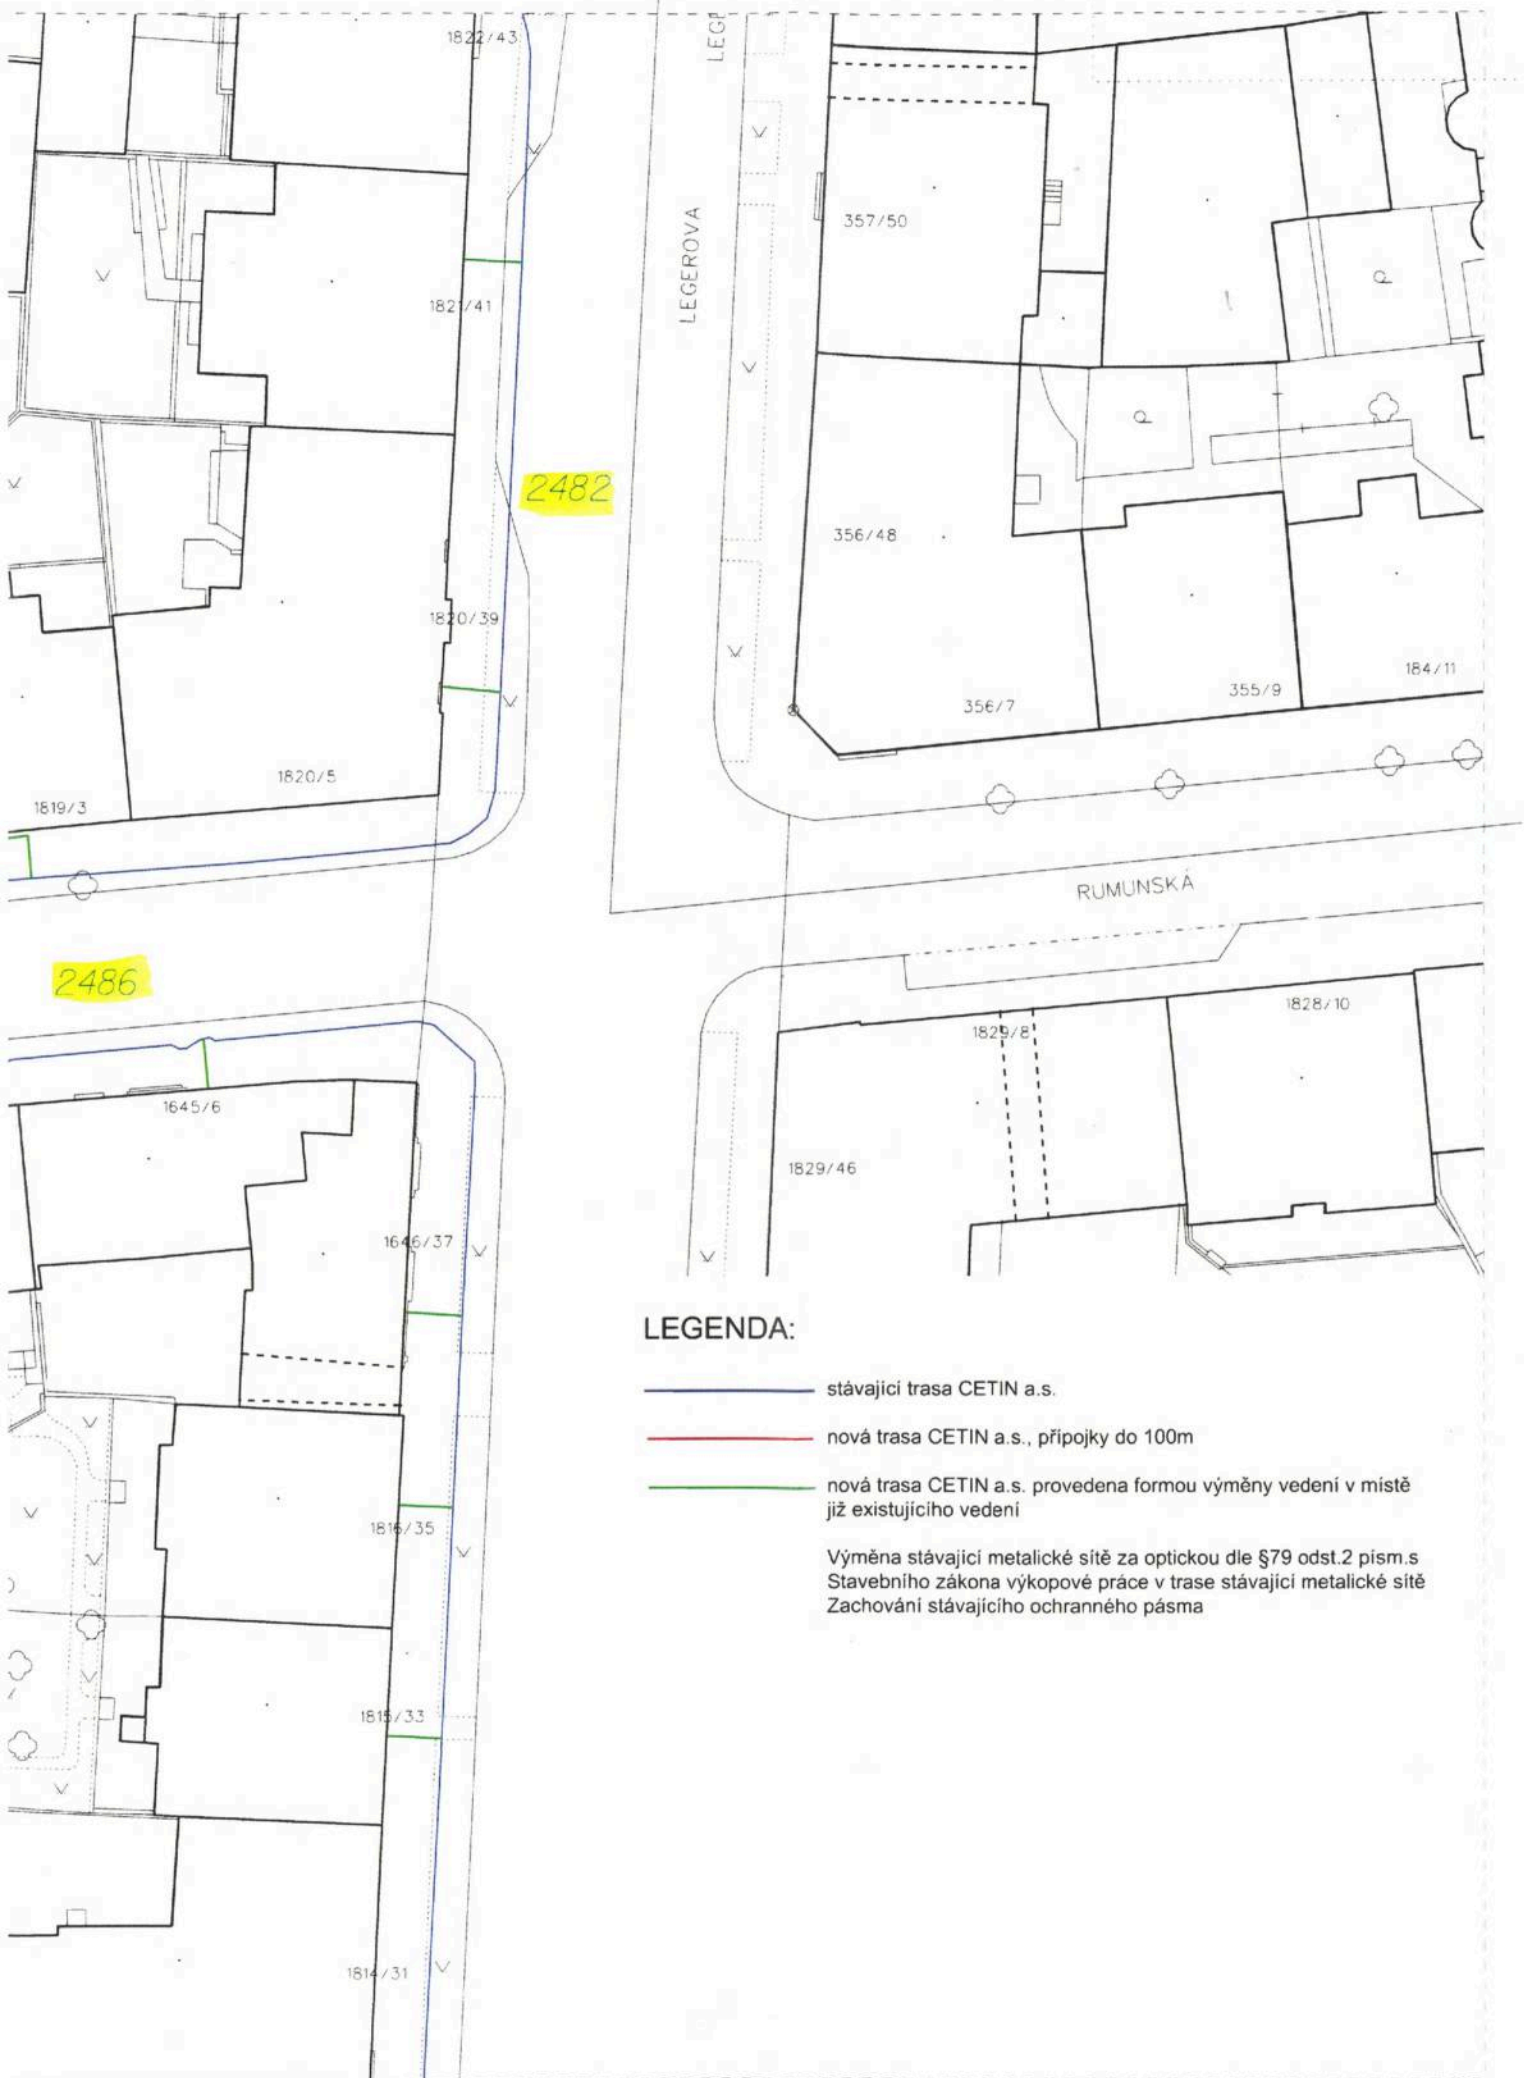 1822/43
LEGEROVA
357/50
1821/41
2482
356/48
1820/39
184/11
355/9
356/7
1820/5
1819/3
RUMUNSKÁ
2486
1828/10
1829/8
1645/6
1829/46
1646/37
LEGENDA:
stávající trasa CETIN a.s.
nová trasa CETIN a.s., přípojky do 100m
nová trasa CETIN a.s. provedena formou výměny vedení v místě
již existujícího vedení
1816/35
Výměna stávající metalické sítě za optickou dle §79 odst.2 písm.s
Stavebního zákona výkopové práce v trase stávající metalické sítě
Zachování stávajícího ochranného pásma
1815/33
1814/31